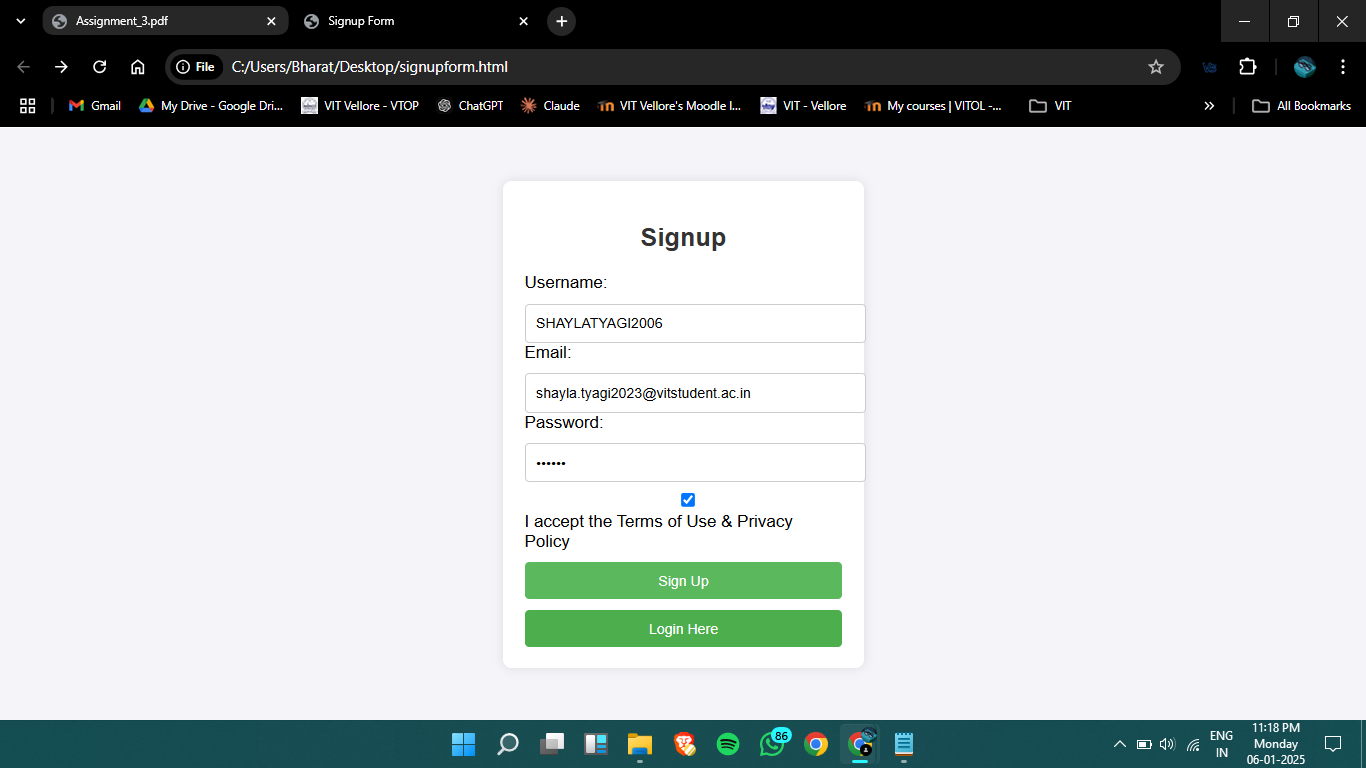 Assignment_3.pdf
Signup Form
File
C:/Users/Bharat/Desktop/signupform.html
Gmail
My Drive - Google Dri...
VIT Vellore - VTOP
ChatGPT
Claude
VIT Vellore's Moodle l...
VIT - Vellore
My courses | VITOL -...
VIT
All Bookmarks
Signup
Username:
SHAYLATYAGI2006
Email:
shayla.tyagi2023@vitstudent.ac.in
Password:
••••••
I accept the Terms of Use & Privacy
Policy
Sign Up
Login Here
86
ENG
IN
11:18 PM
Monday
06-01-2025